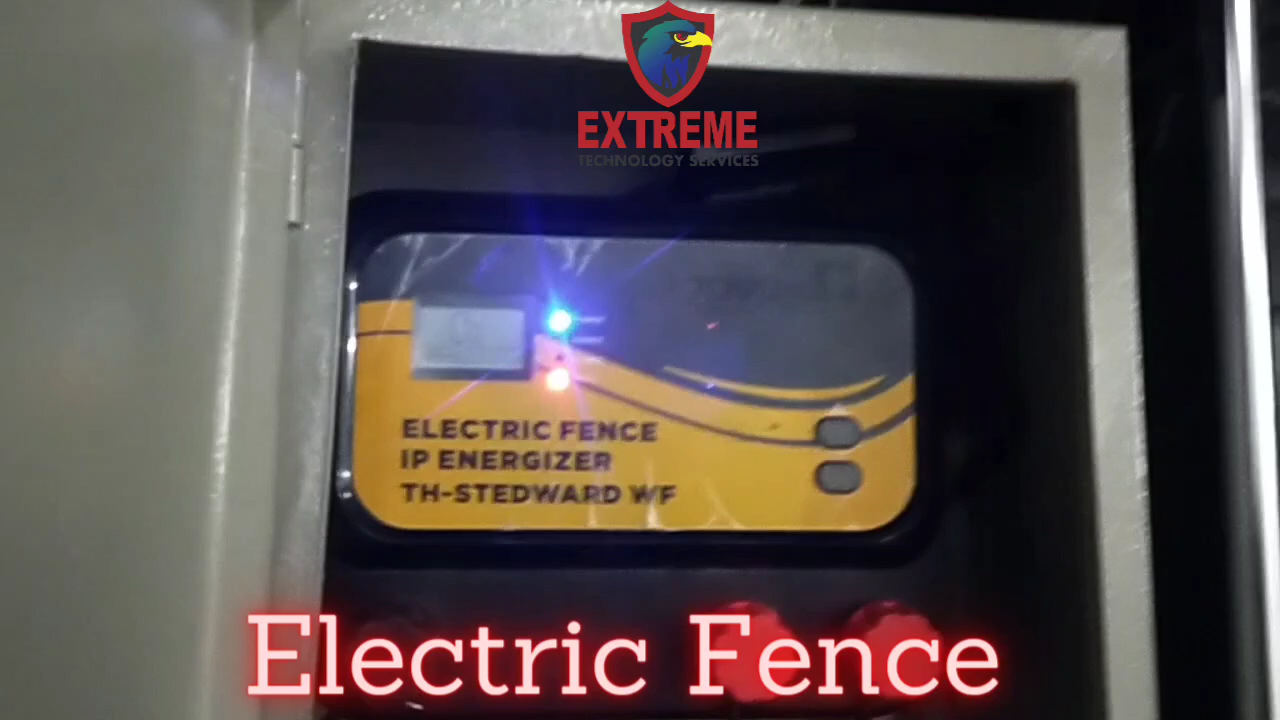 EXTREME
TECHNOLOGY SERVICES
ELECTRIC FENCE
IP ENERGIZER
TH-STEDWARD WF
Electric Fence